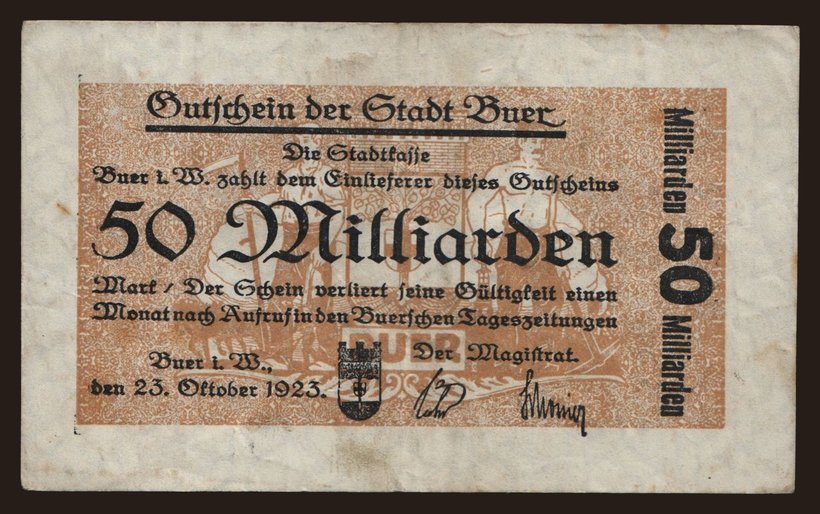 Gutschein der Stadt Buer
Die Stadtkasse
Buer i. W. zahlt dem Einlieferer dieses Gutscheins
50 Milliarden
Mark / Der Schein verliert seine Gültigkeit einen
Monat nach Aufruf in den Buerschen Tageszeitungen
Buer i. W.,
den 23. Oktober 1923.
Der Magistrat.
BUER
Milliarden 50 Milliarden